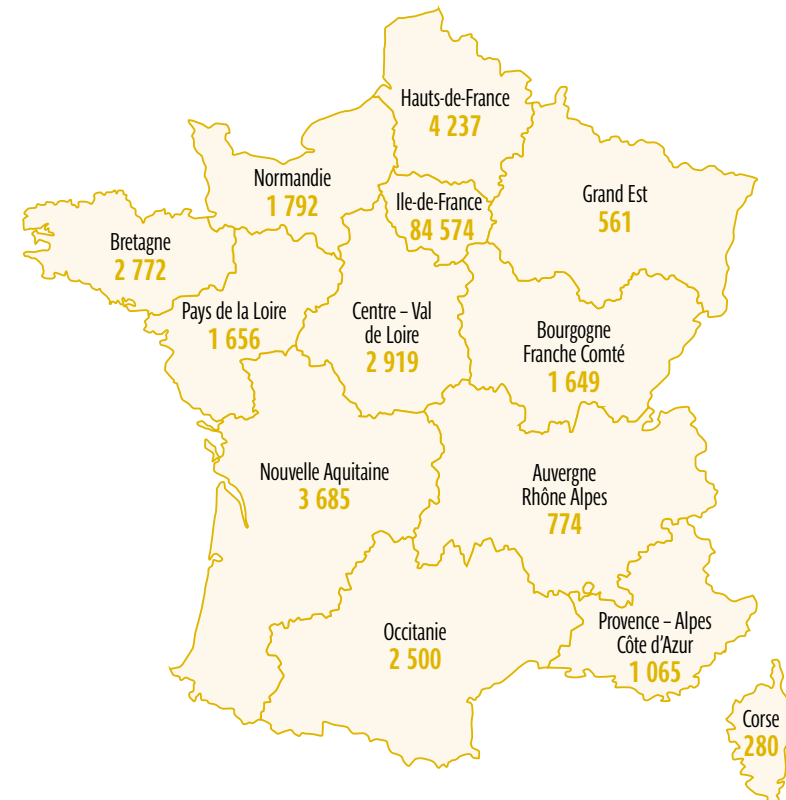 Hauts-de-France
4 237
Normandie
1 792
Ile-de-France
84 574
Grand Est
561
Bretagne
2 772
Pays de la Loire
1 656
Centre – Val
de Loire
2 919
Bourgogne
Franche Comté
1 649
Nouvelle Aquitaine
3 685
Auvergne
Rhône Alpes
774
Occitanie
2 500
Provence – Alpes
Côte d'Azur
1 065
Corse
280